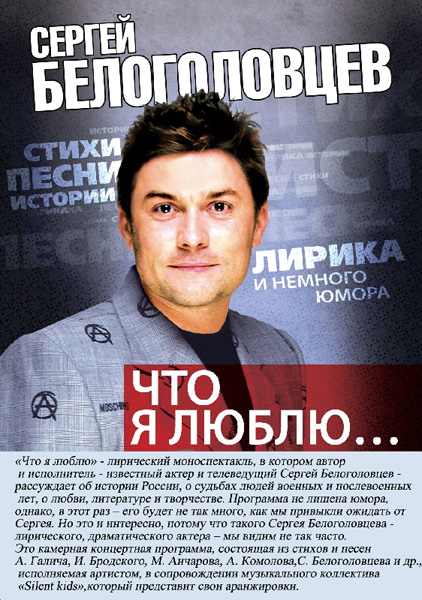 СЕРГЕЙ
БЕЛОГОЛОВЦЕВ
СТИХИ
ПЕСНИ
ИСТОРИИ
ЛИРИКА
И НЕМНОГО
ЮМОРА
MOSCHINO
ЧТО
Я ЛЮБЛЮ...
«Что я люблю» - лирический моноспектакль, в котором автор
и исполнитель - известный актер и телеведущий Сергей Белоголовцев -
рассуждает об истории России, о судьбах людей военных и послевоенных
лет, о любви, литературе и творчестве. Программа не лишена юмора,
однако, в этот раз – его будет не так много, как мы привыкли ожидать от
Сергея. Но это и интересно, потому что такого Сергея Белоголовцева -
лирического, драматического актера – мы видим не так часто.
Это камерная концертная программа, состоящая из стихов и песен
А. Галича, И. Бродского, М. Анчарова, А. Комолова,С. Белоголовцева и др.,
исполняемая артистом, в сопровождении музыкального коллектива
«Silent kids»,который представит свои аранжировки.